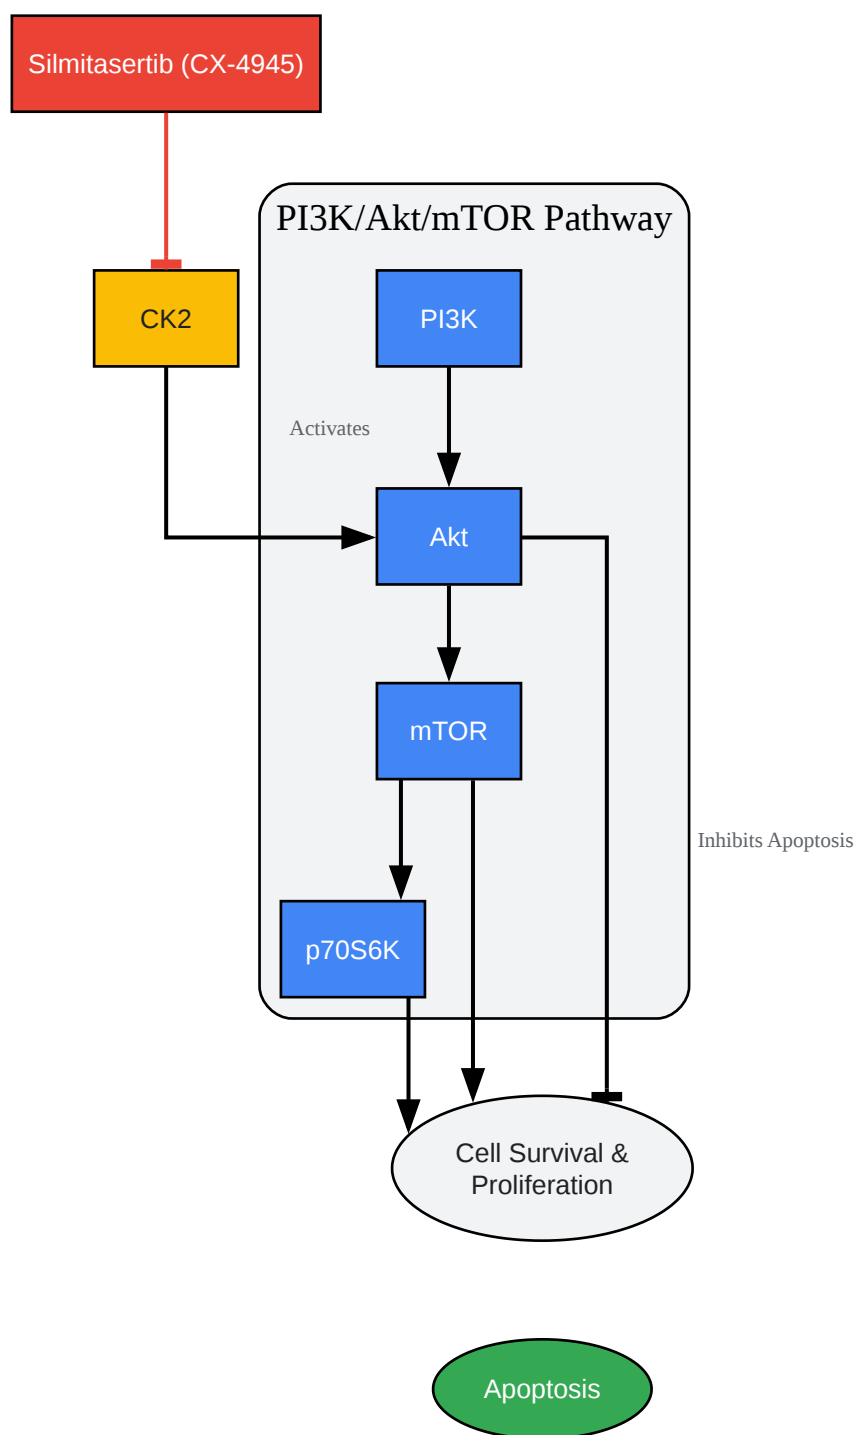 Silmitasertib (CX-4945)
PI3K/Akt/mTOR Pathway
CK2
PI3K
Activates
Akt
mTOR
Inhibits Apoptosis
p70S6K
Cell Survival &
Proliferation
Apoptosis